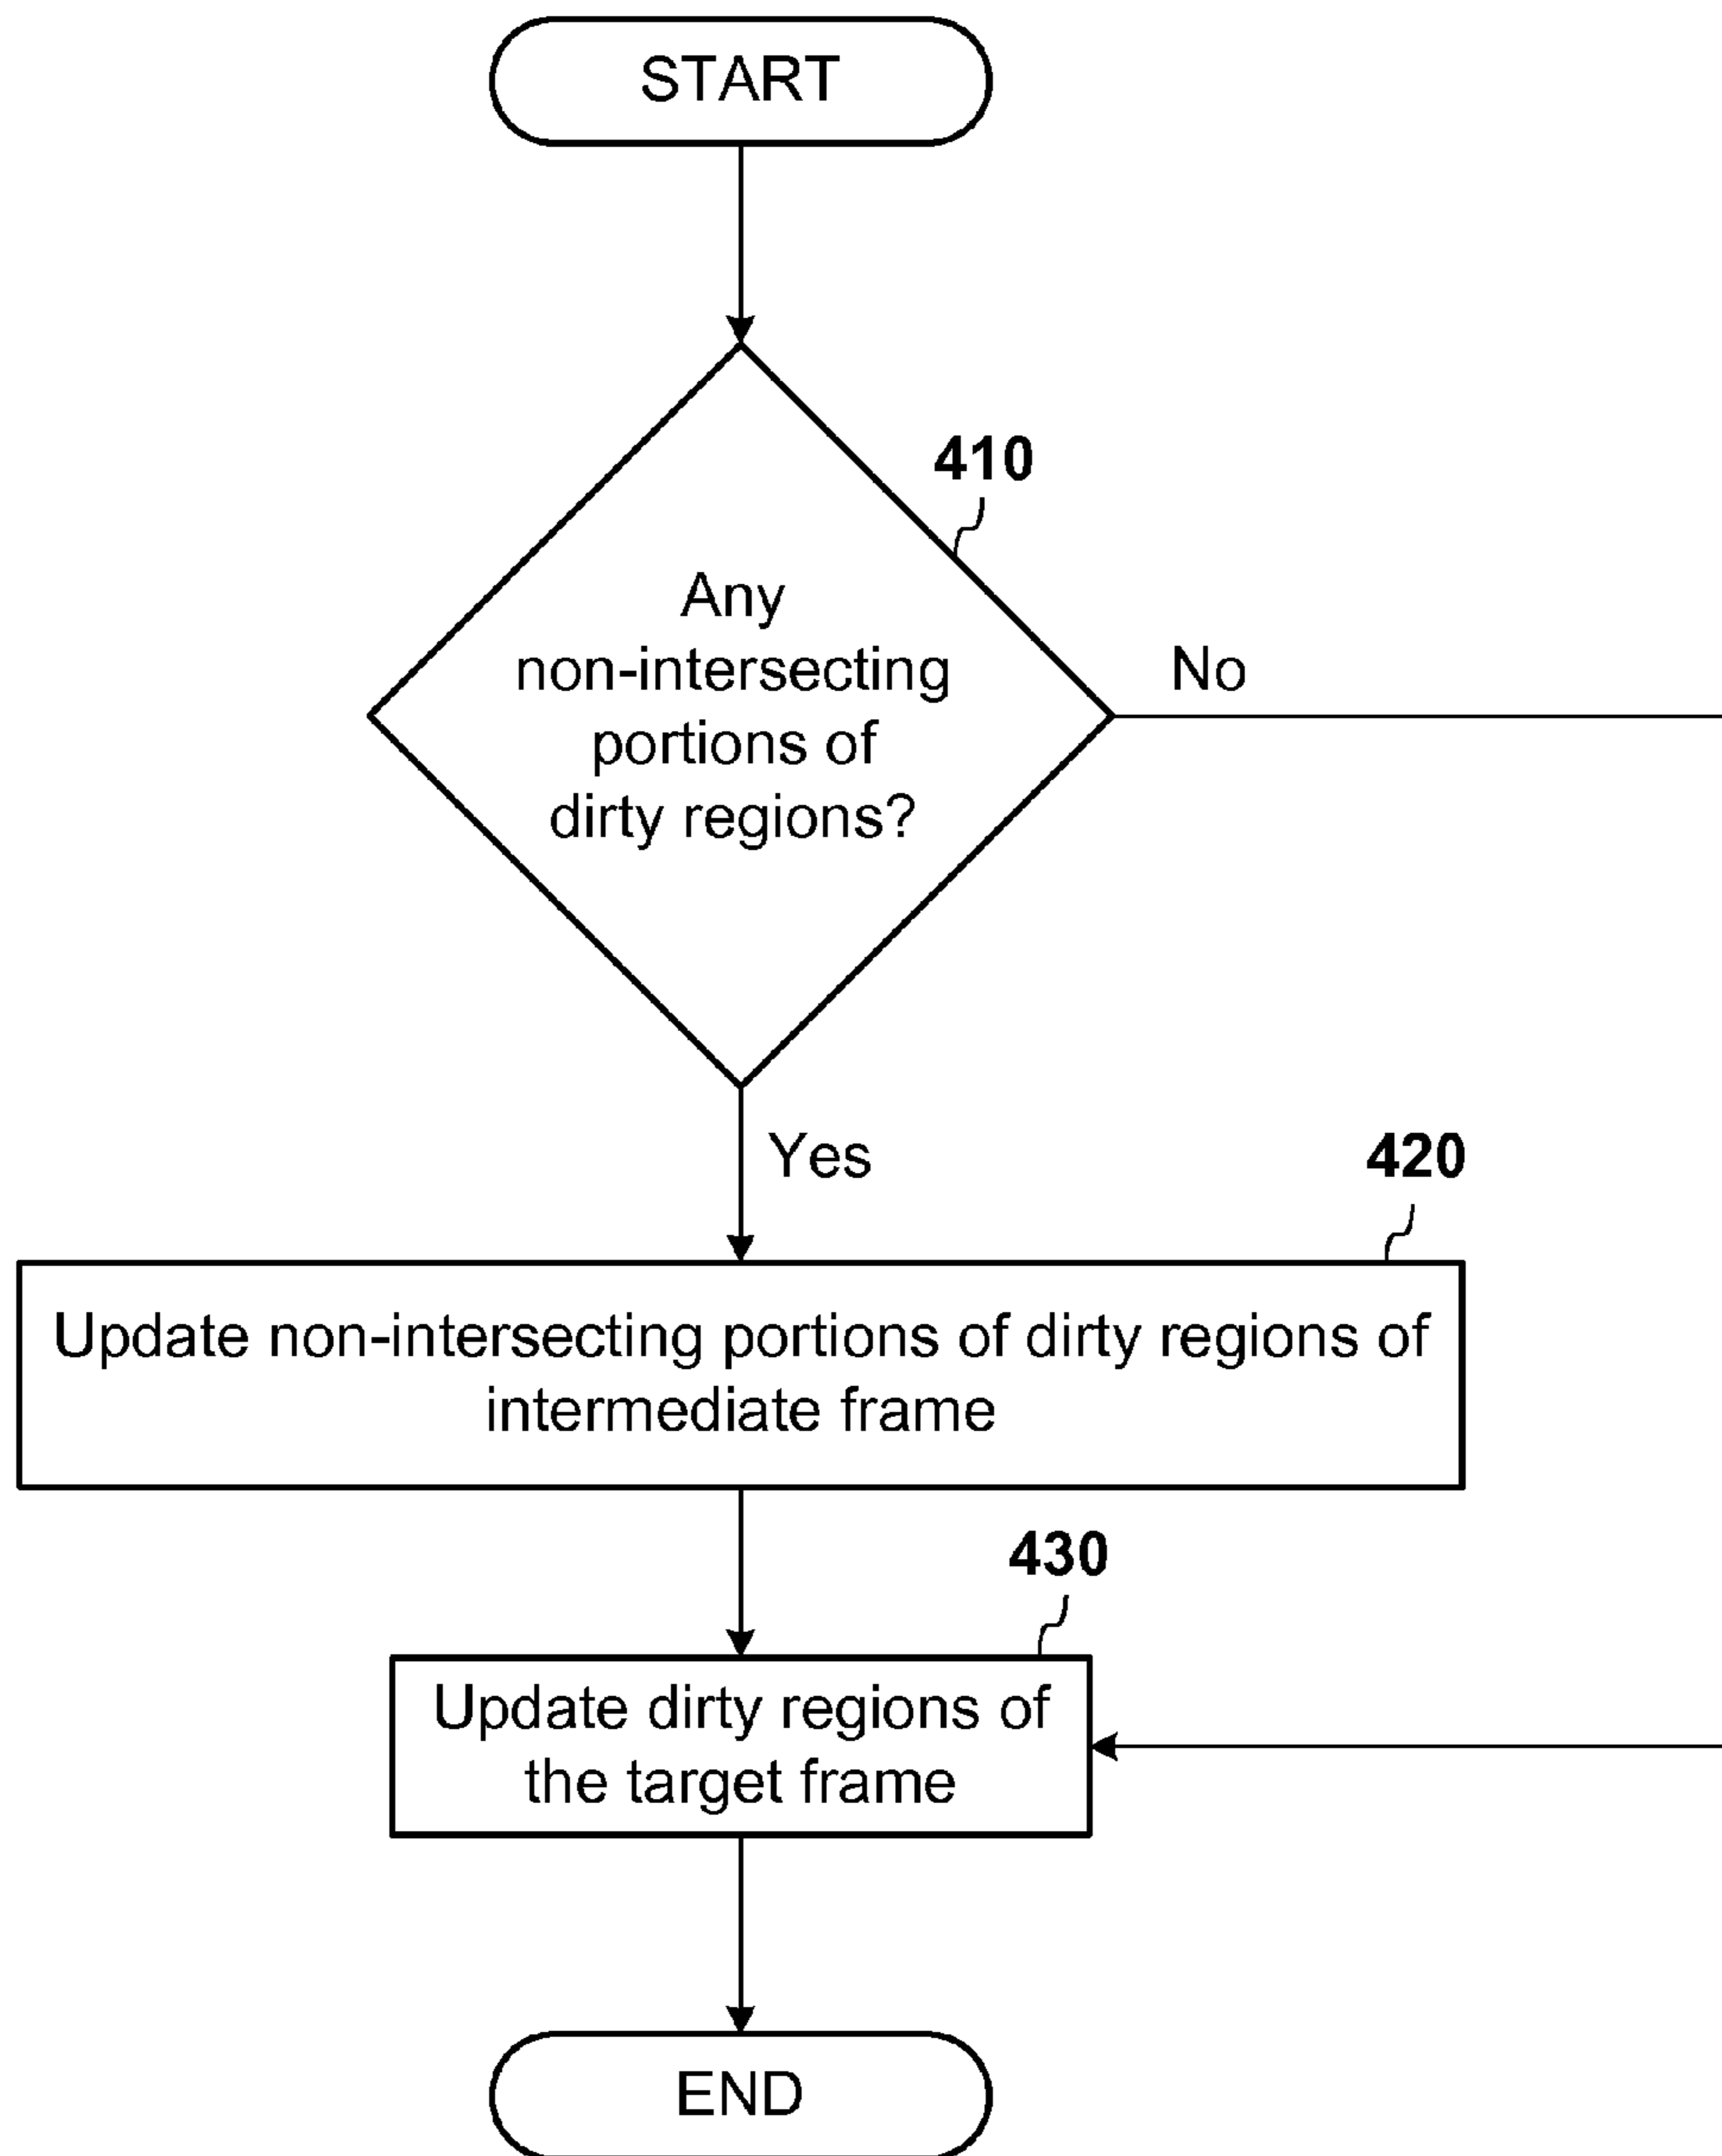 START
410
Any
non-intersecting
portions of
dirty regions?
No
Yes
420
Update non-intersecting portions of dirty regions of
intermediate frame
430
Update dirty regions of
the target frame
END